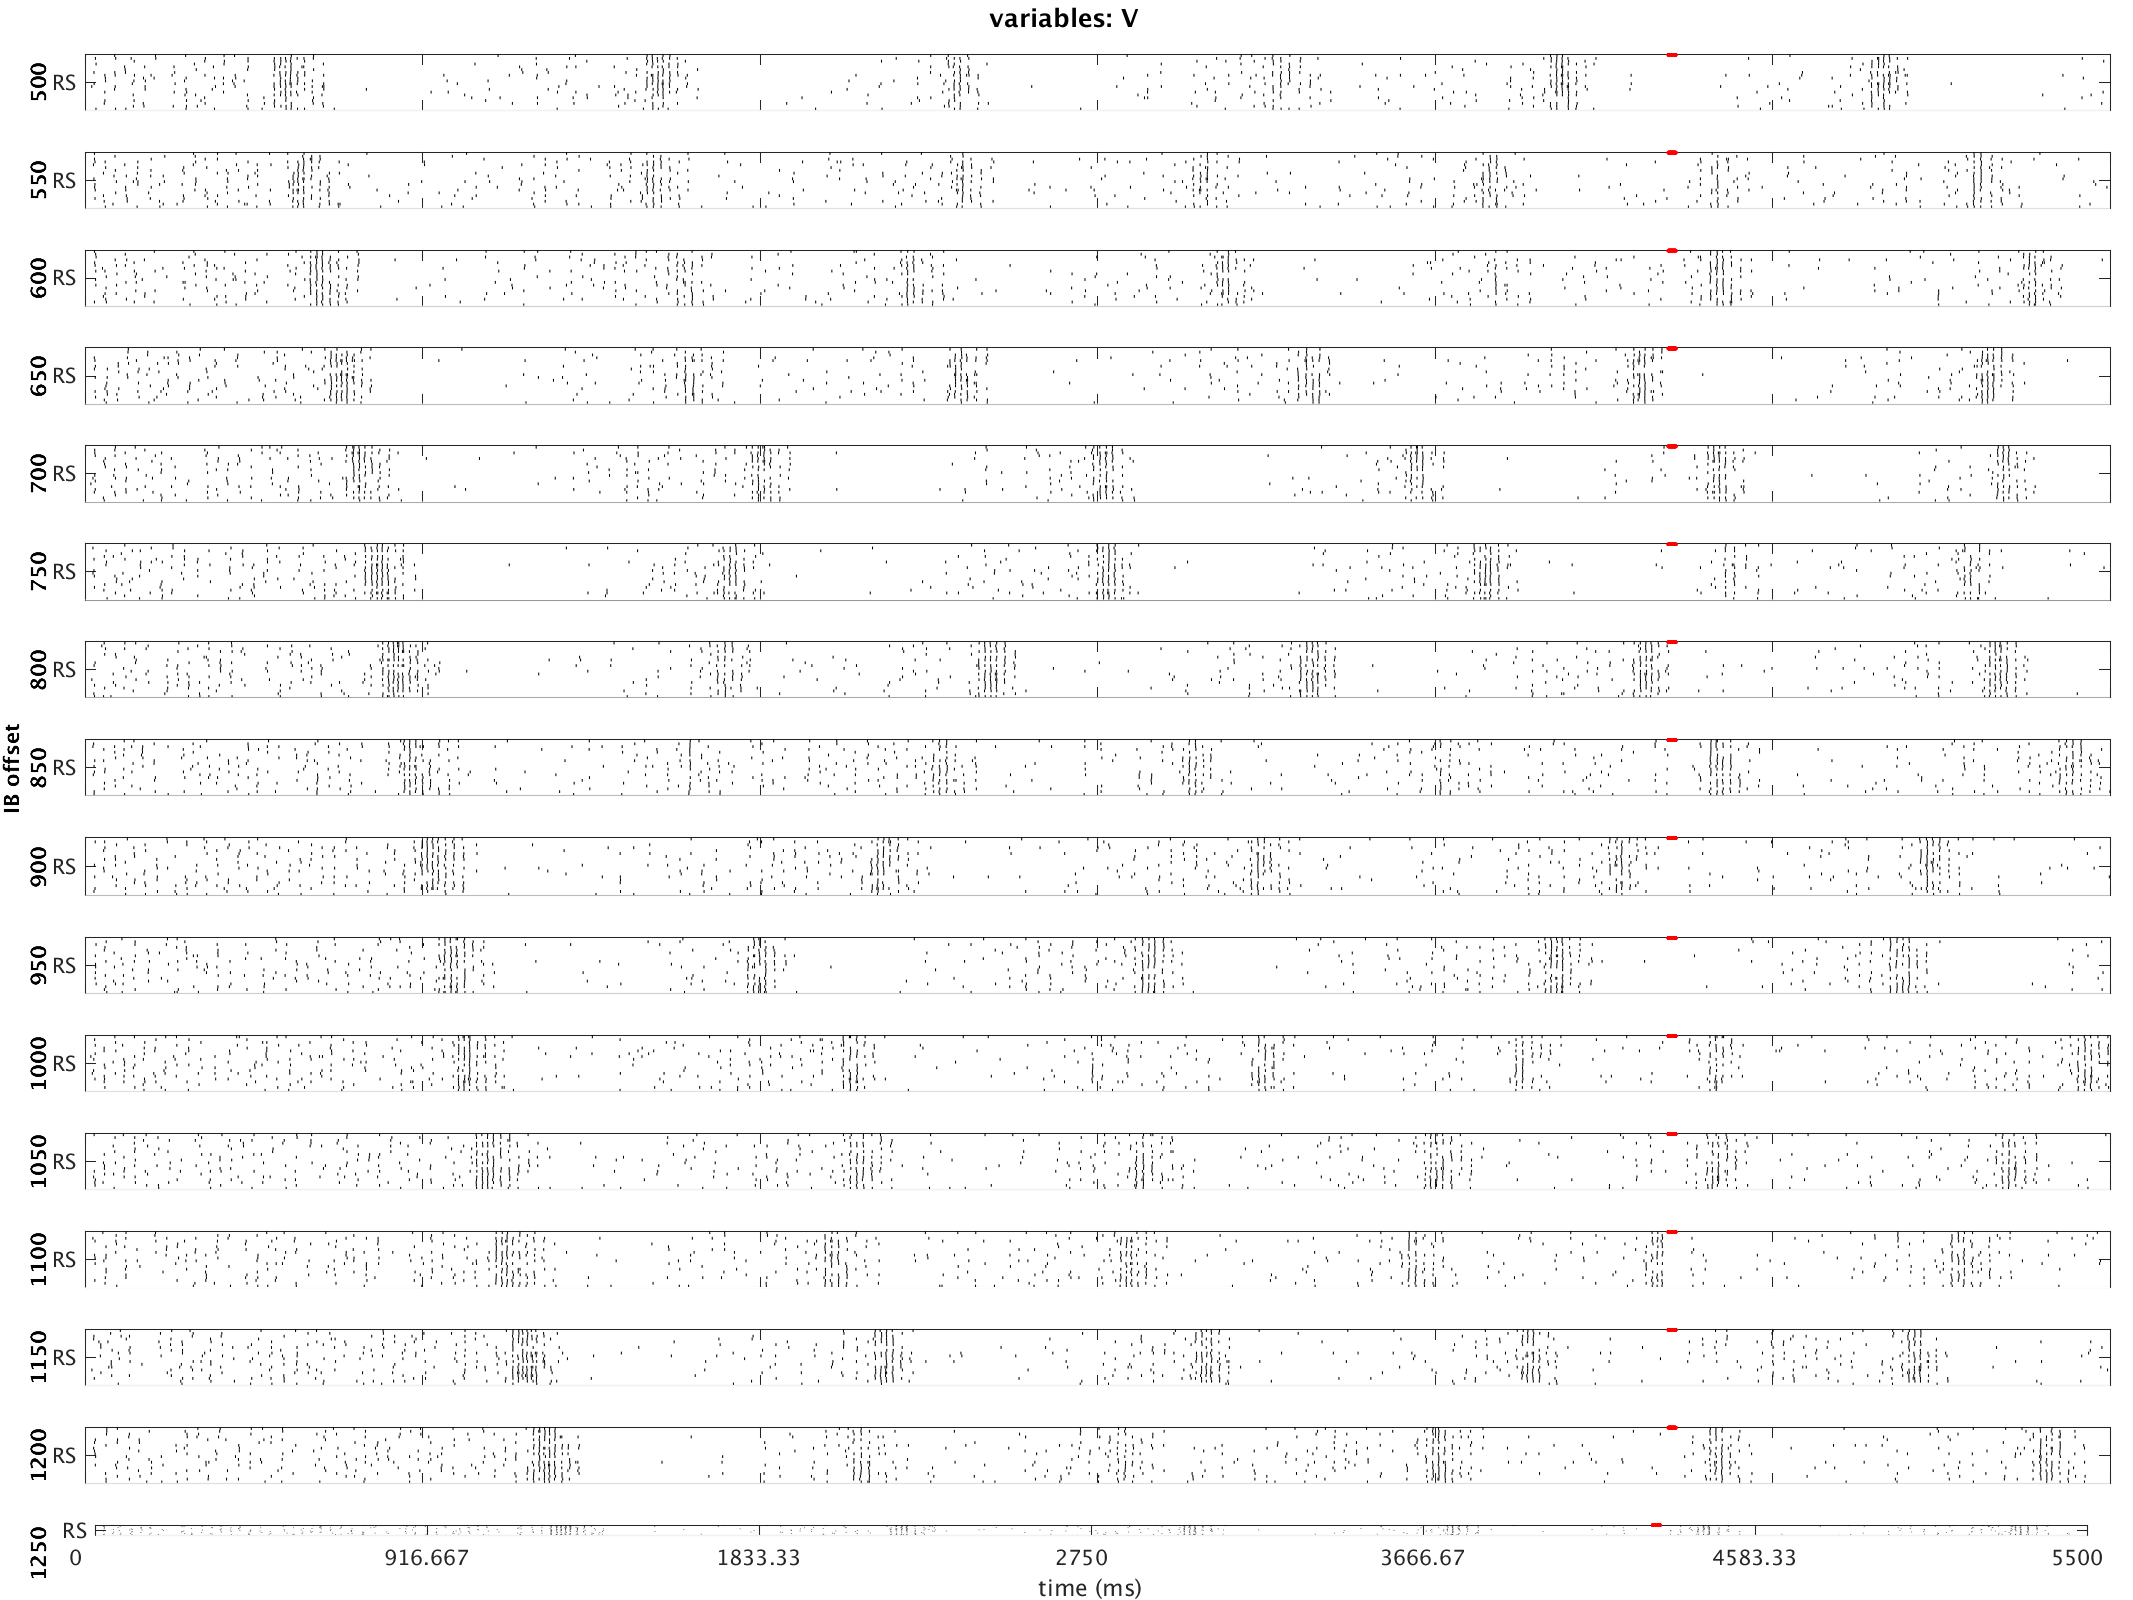 variables: V
500 RS
550 RS
600 RS
650 RS
700 RS
750 RS
800 RS
IB offset
850 RS
900 RS
950 RS
1000 RS
1050 RS
1100 RS
1150 RS
1200 RS
1250 RS
0 916.667 1833.33 2750 3666.67 4583.33 5500
time (ms)